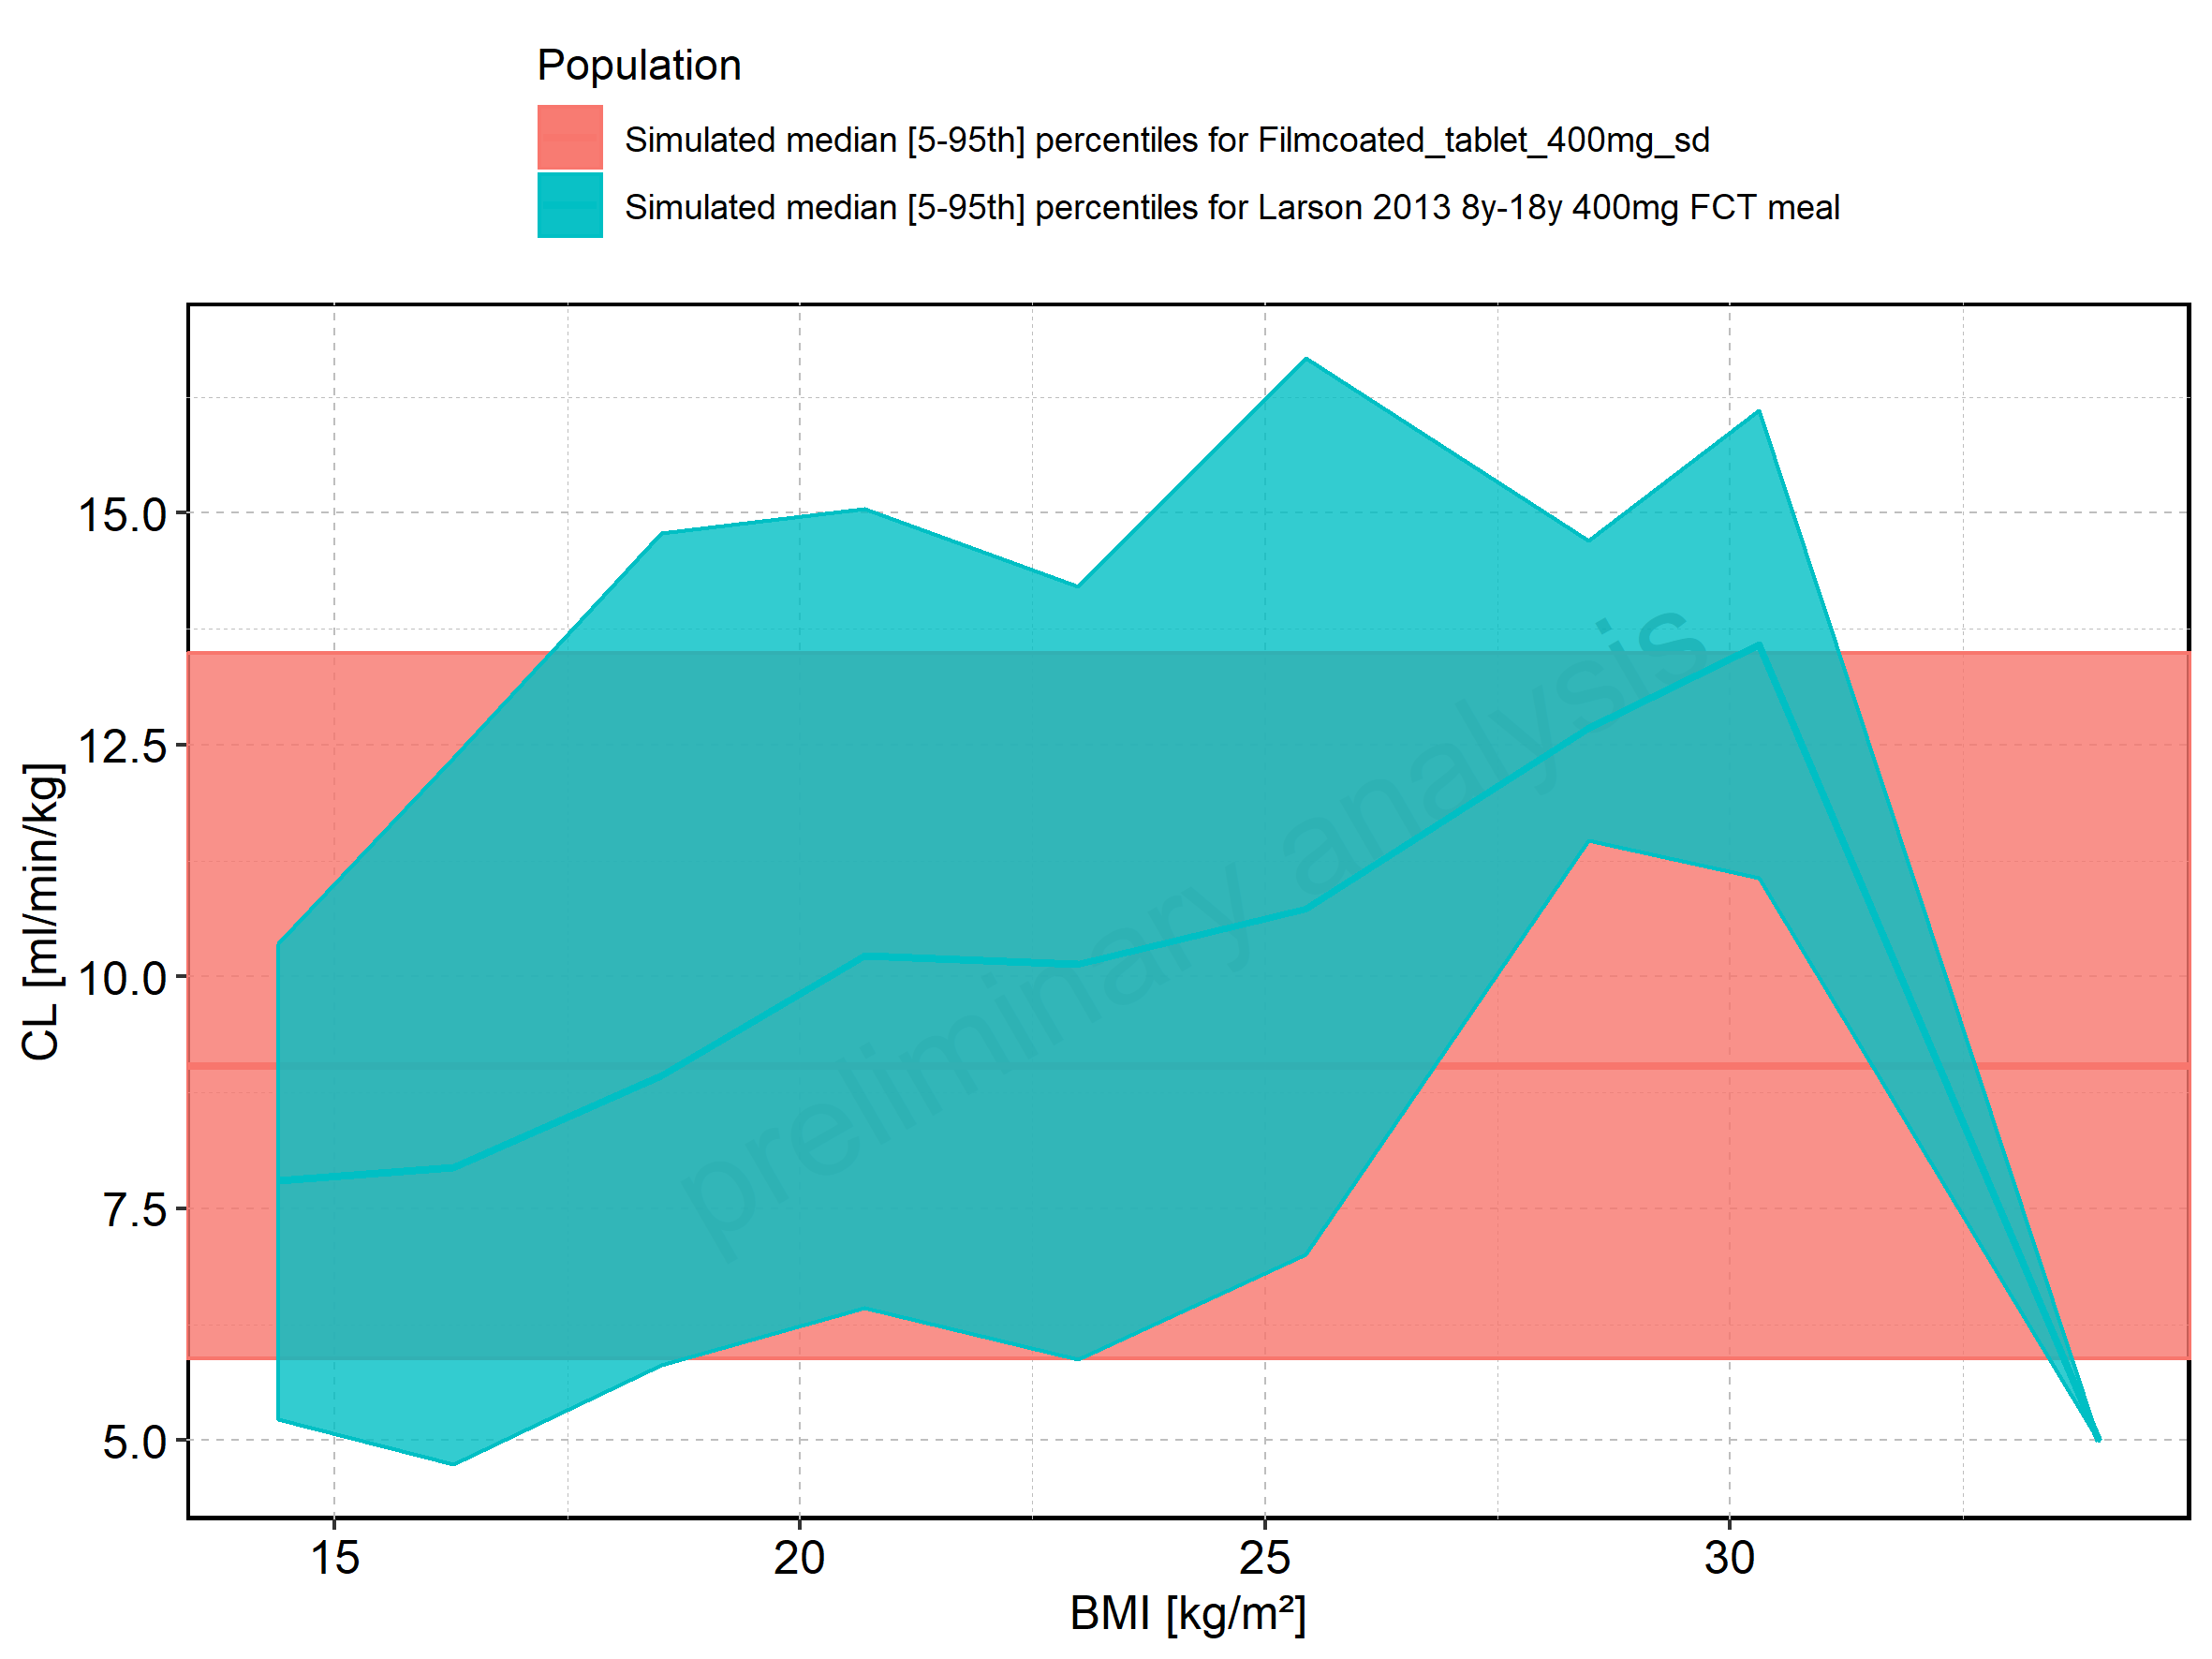 Population
Simulated median [5-95th] percentiles for Filmcoated_tablet_400mg_sd
Simulated median [5-95th] percentiles for Larson 2013 8y-18y 400mg FCT meal
15.0
12.5
10.0
7.5
5.0
CL [ml/min/kg]
preliminary analysis
15 20 25 30
BMI [kg/m²]